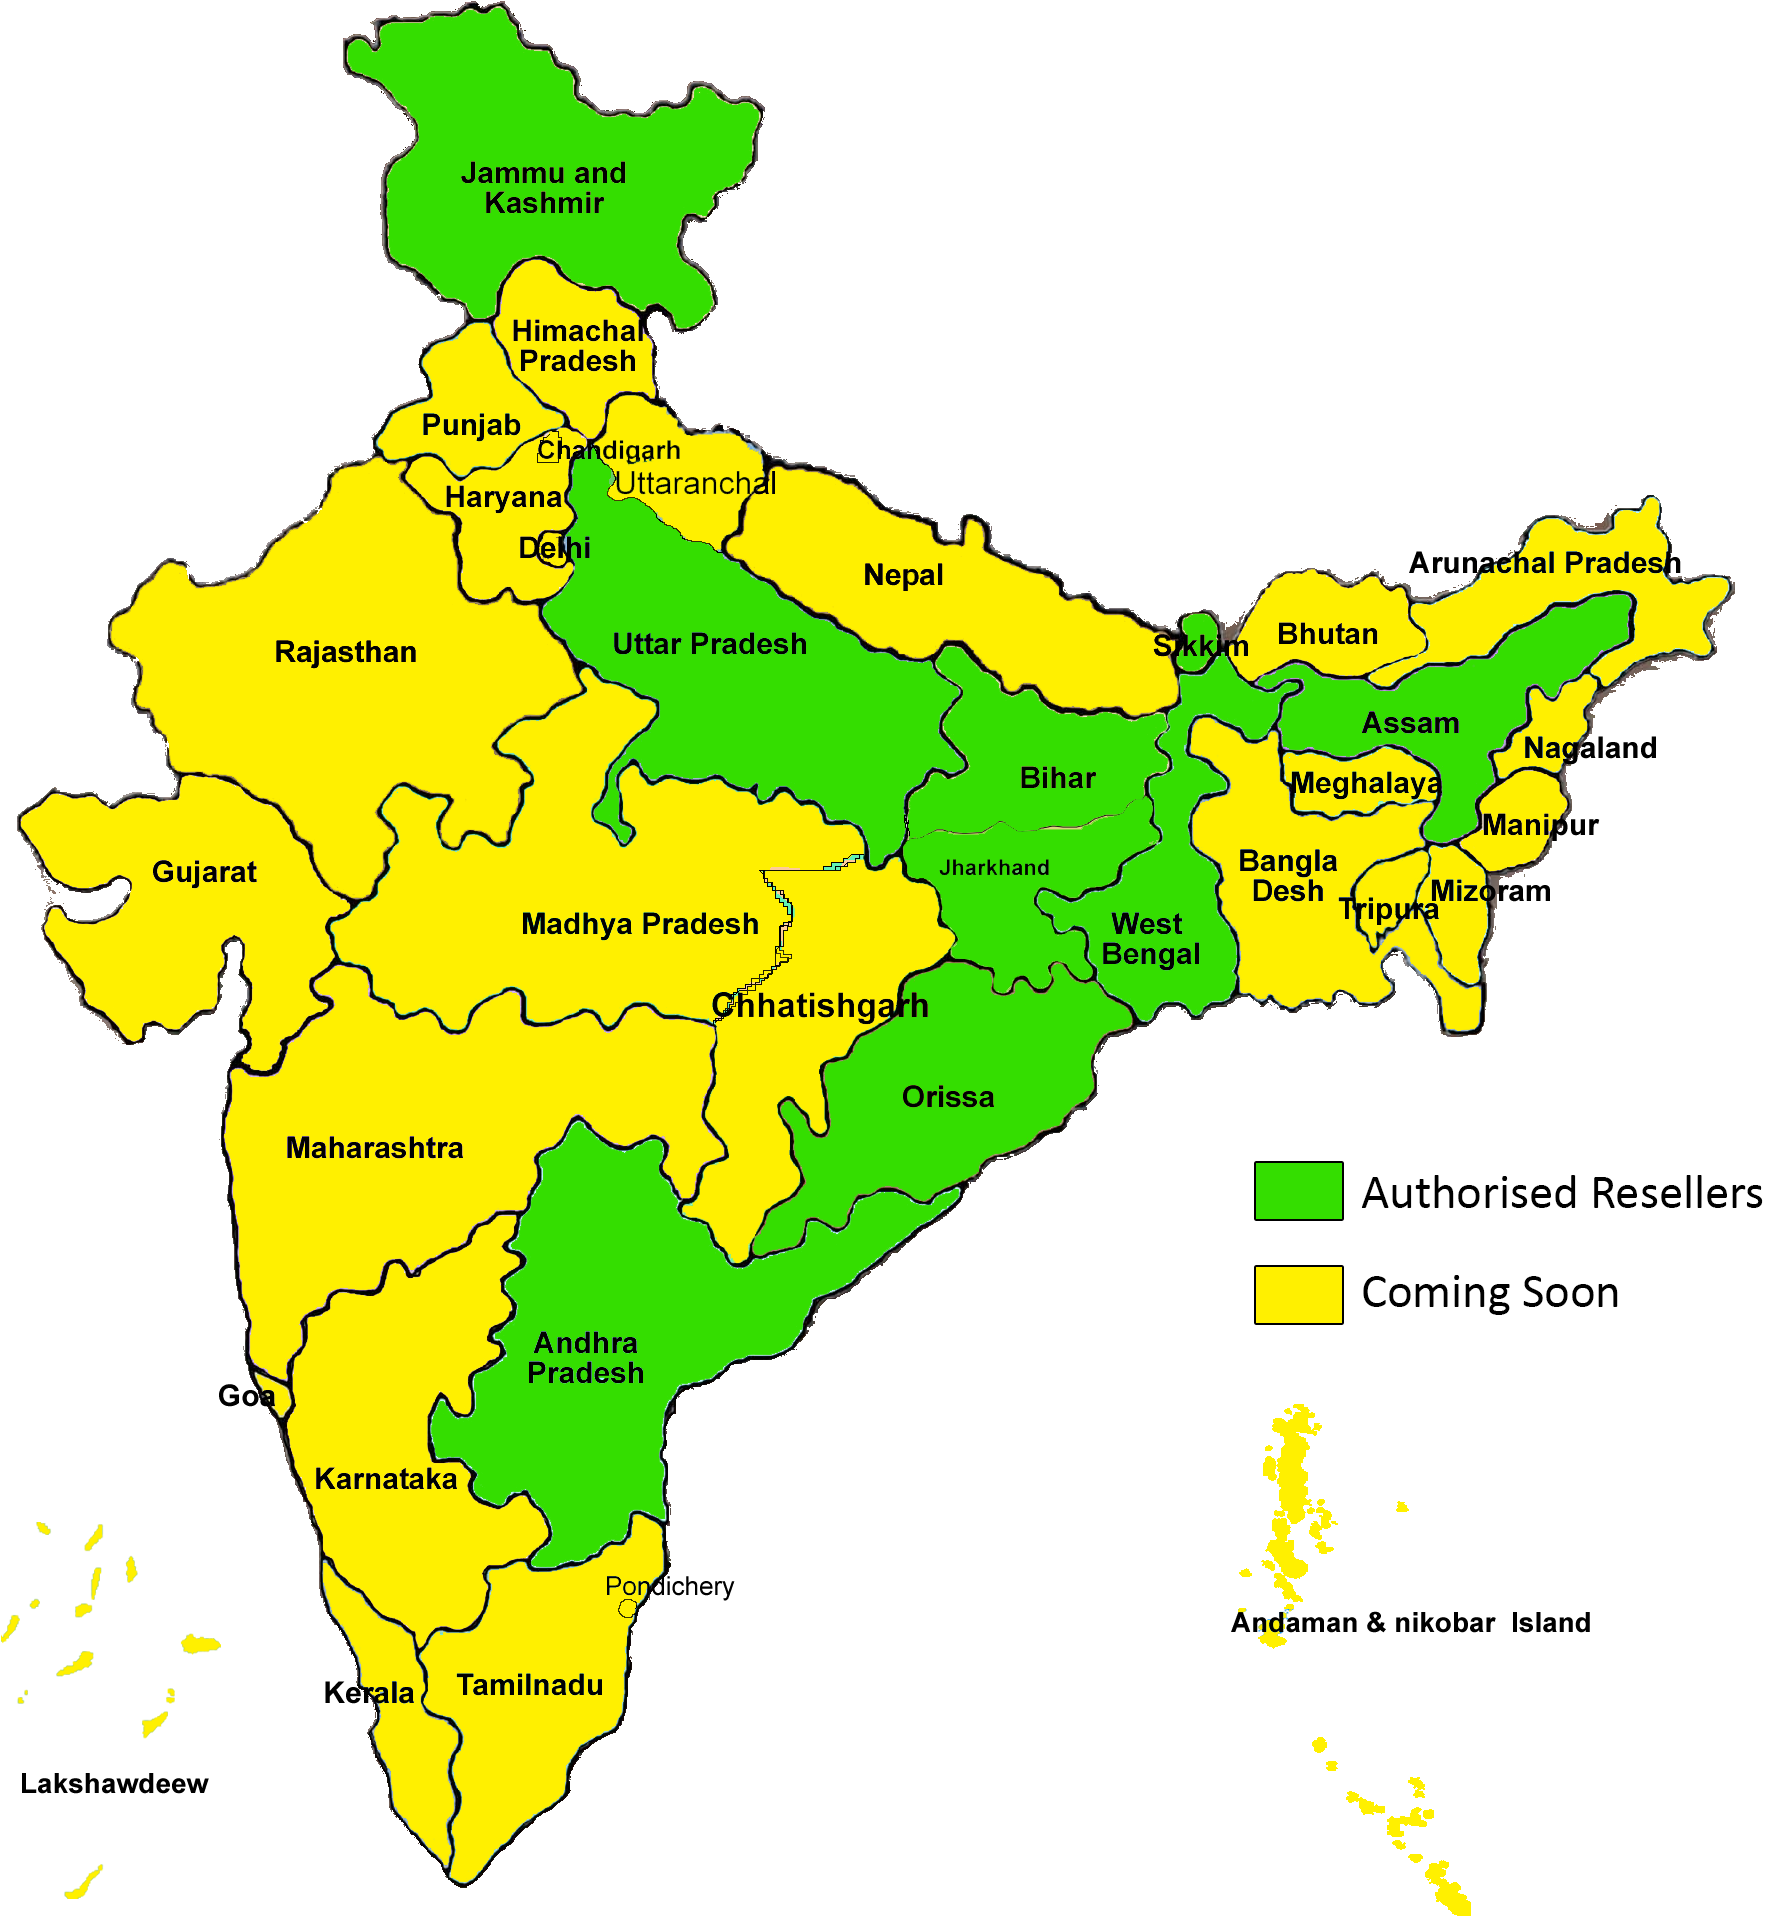 Jammu and
Kashmir
Himachal
Pradesh
Punjab
Chandigarh
Uttaranchal
Haryana
Delhi
Nepal
Arunachal Pradesh
Rajasthan
Uttar Pradesh
Sikkim
Bhutan
Assam
Nagaland
Bihar
Meghalaya
Manipur
Gujarat
Jharkhand
Bangla
Desh
Mizoram
Tripura
Madhya Pradesh
West
Bengal
Chhatishgarh
Orissa
Maharashtra
Authorised Resellers
Coming Soon
Andhra
Pradesh
Goa
Karnataka
Pondichery
Andaman & nikobar Island
Kerala
Tamilnadu
Lakshawdeew